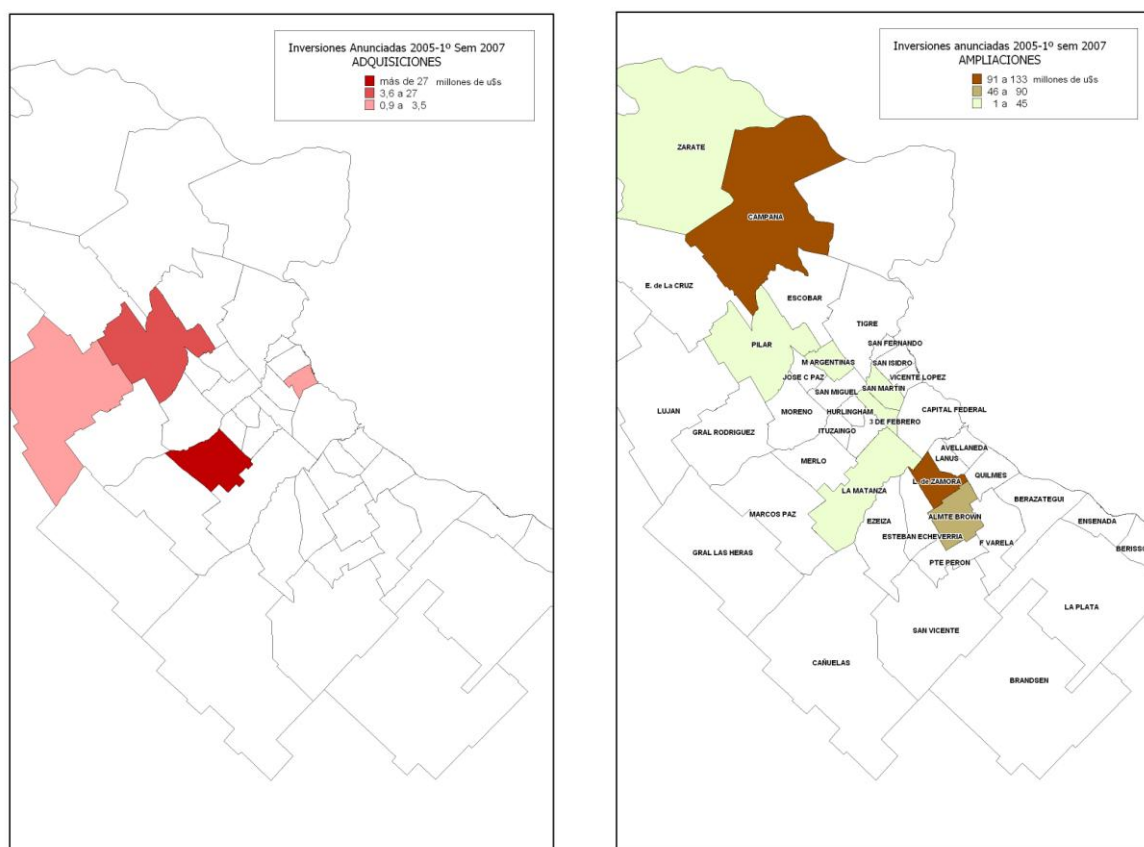 Inversiones Anunciadas 2005-1º Sem 2007
ADQUISICIONES
más de 27 millones de u$s
3,6 a 27
0,9 a 3,5
Inversiones anunciadas 2005-1º sem 2007
AMPLIACIONES
91 a 133 millones de u$s
46 a 90
1 a 45
ZARATE
CAMPANA
E. de La CRUZ
ESCOBAR
TIGRE
PILAR
SAN FERNANDO
M ARGENTINAS
SAN ISIDRO
JOSE C PAZ
VICENTE LOPEZ
SAN MIGUEL
SAN MARTIN
LUJAN
MORENO
HURLINGHAM
CAPITAL FEDERAL
GRAL RODRIGUEZ
ITUZAINGO
3 DE FEBRERO
AVELLANEDA
MERLO
LANUS
L. de ZAMORA
QUILMES
LA MATANZA
BERAZATEGUI
MARCOS PAZ
EZEIZA
ALMTE BROWN
ENSENADA
ESTEBAN ECHEVERRIA
F VARELA
BERISSO
GRAL LAS HERAS
PTE PERON
LA PLATA
SAN VICENTE
CAÑUELAS
BRANDSEN